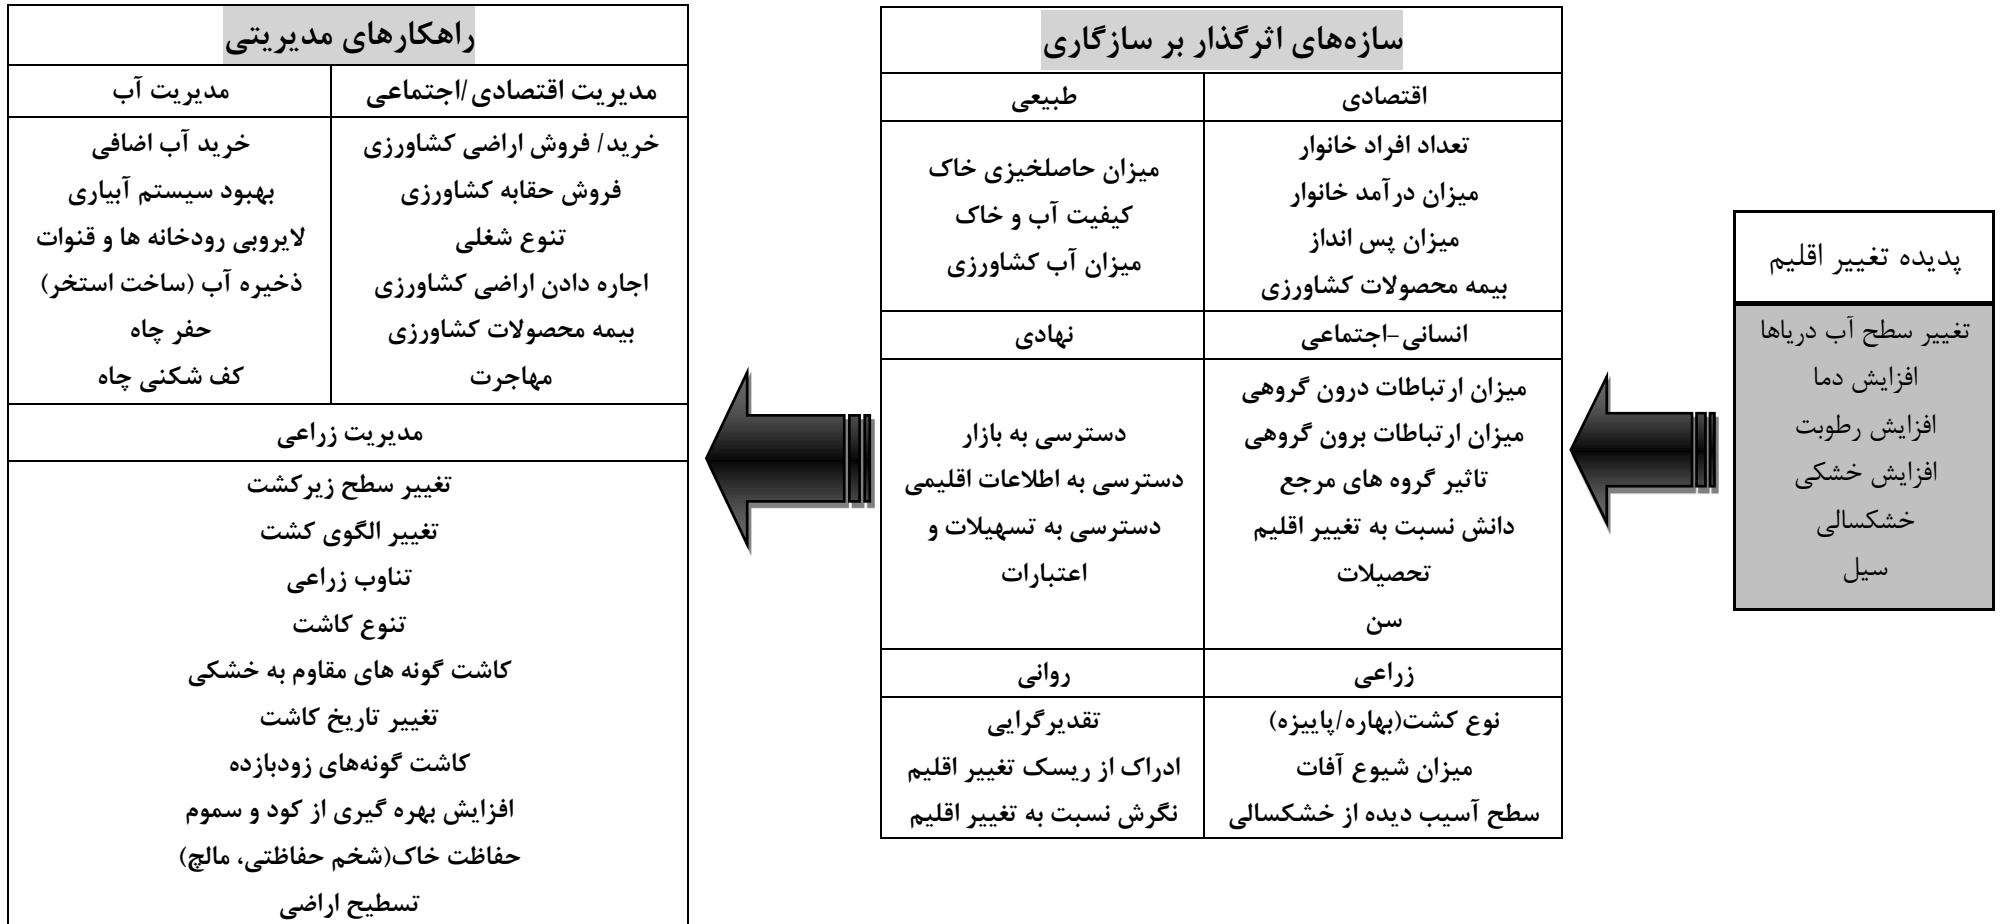 پدیده تغییر اقلیم
تغییر سطح آب دریاها
افزایش دما
افزایش رطوبت
افزایش خشکی
خشکسالی
سیل
سازه‌های اثرگذار بر سازگاری
اقتصادی
طبیعی
تعداد افراد خانوار
میزان درآمد خانوار
میزان پس انداز
بیمه محصولات کشاورزی
میزان حاصلخیزی خاک
کیفیت آب و خاک
میزان آب کشاورزی
انسانی-اجتماعی
نهادی
میزان ارتباطات درون گروهی
میزان ارتباطات برون گروهی
تاثیر گروه های مرجع
دانش نسبت به تغییر اقلیم
تحصیلات
سن
دسترسی به بازار
دسترسی به اطلاعات اقلیمی
دسترسی به تسهیلات و
اعتبارات
زراعی
روانی
نوع کشت(بهاره/پاییزه)
میزان شیوع آفات
سطح آسیب دیده از خشکسالی
تقدیرگرایی
ادراک از ریسک تغییر اقلیم
نگرش نسبت به تغییر اقلیم
راهکارهای مدیریتی
مدیریت اقتصادی/اجتماعی
مدیریت آب
خرید/ فروش اراضی کشاورزی
فروش حقابه کشاورزی
تنوع شغلی
اجاره دادن اراضی کشاورزی
بیمه محصولات کشاورزی
مهاجرت
خرید آب اضافی
بهبود سیستم آبیاری
لایروبی رودخانه ها و قنوات
ذخیره آب (ساخت استخر)
حفر چاه
کف شکنی چاه
مدیریت زراعی
تغییر سطح زیرکشت
تغییر الگوی کشت
تناوب زراعی
تنوع کاشت
کاشت گونه های مقاوم به خشکی
تغییر تاریخ کاشت
کاشت گونه‌های زودبازده
افزایش بهره گیری از کود و سموم
حفاظت خاک(شخم حفاظتی، مالچ)
تسطیح اراضی